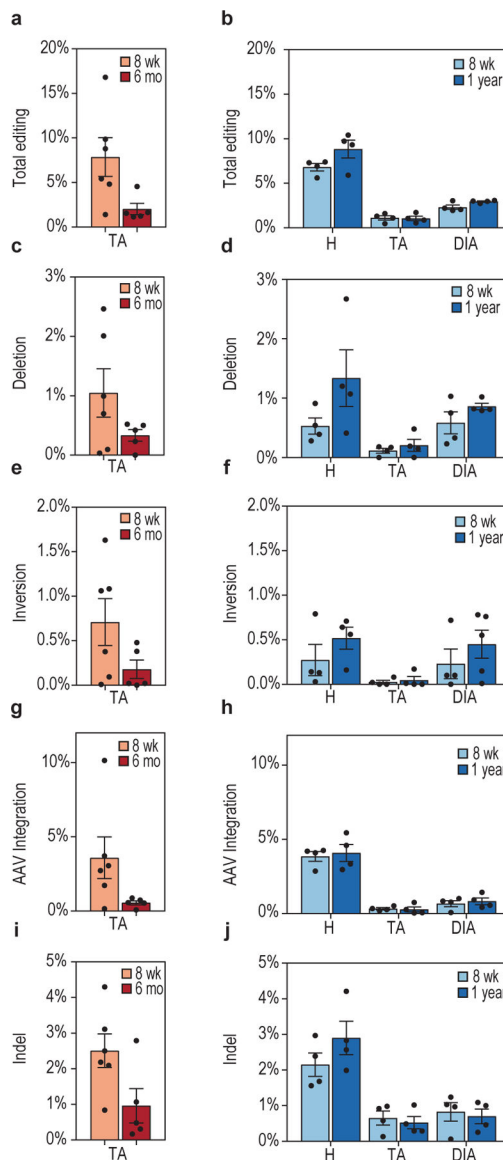 a
20%
15%
10%
5%
0%
Total editing
8 wk
6 mo
TA
b
20%
15%
10%
5%
0%
Total editing
8 wk
1 year
H TA DIA
c
3%
2%
1%
0%
Deletion
8 wk
6 mo
TA
d
3%
2%
1%
0%
Deletion
8 wk
1 year
H TA DIA
e
2.0%
1.5%
1.0%
0.5%
0.0%
Inversion
8 wk
6 mo
TA
f
2.0%
1.5%
1.0%
0.5%
0.0%
Inversion
8 wk
1 year
H TA DIA
g
10%
5%
0%
AAV Integration
8 wk
6 mo
TA
h
10%
5%
0%
AAV Integration
8 wk
1 year
H TA DIA
i
5%
4%
3%
2%
1%
0%
Indel
8 wk
6 mo
TA
j
5%
4%
3%
2%
1%
0%
Indel
8 wk
1 year
H TA DIA